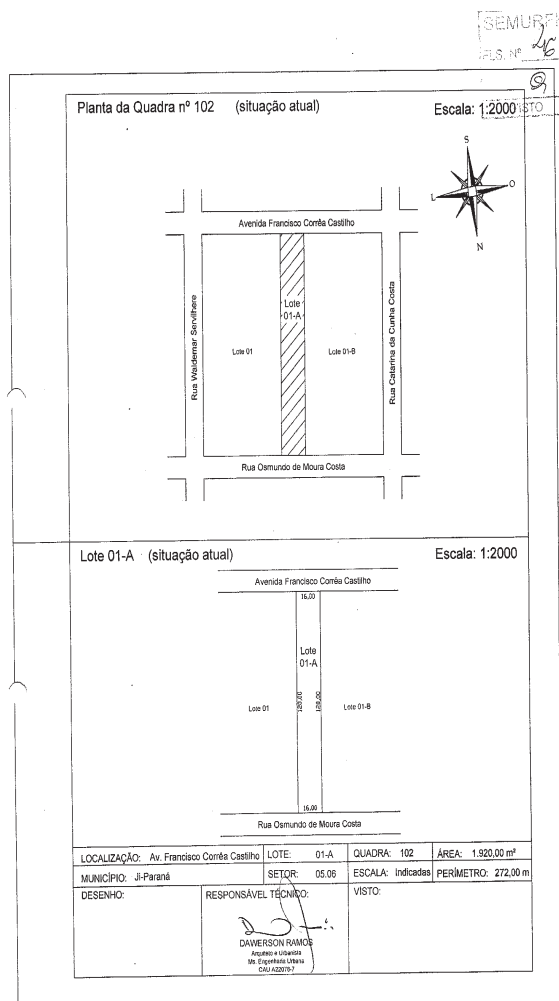 SEMURFH
FLS. Nº 26
VISTO
Planta da Quadra nº 102 (situação atual) Escala: 1:2000
S
L O
N
Avenida Francisco Corrêa Castilho
Rua Waldemar Servilhere
Lote 01
Lote
01-A
Lote 01-B
Rua Catarina da Cunha Costa
Rua Osmundo de Moura Costa
Lote 01-A (situação atual) Escala: 1:2000
Avenida Francisco Corrêa Castilho
16,00
Lote
01-A
Lote 01 120,00 120,00 Lote 01-B
16,00
Rua Osmundo de Moura Costa
LOCALIZAÇÃO: Av. Francisco Corrêa Castilho LOTE: 01-A QUADRA: 102 ÁREA: 1.920,00 m²
MUNICÍPIO: Ji-Paraná SETOR: 05.06 ESCALA: Indicadas PERÍMETRO: 272,00 m
DESENHO: RESPONSÁVEL TÉCNICO: VISTO:
DAWERSON RAMOS
Arquiteto e Urbanista
Ms. Engenharia Urbana
CAU A22076-7